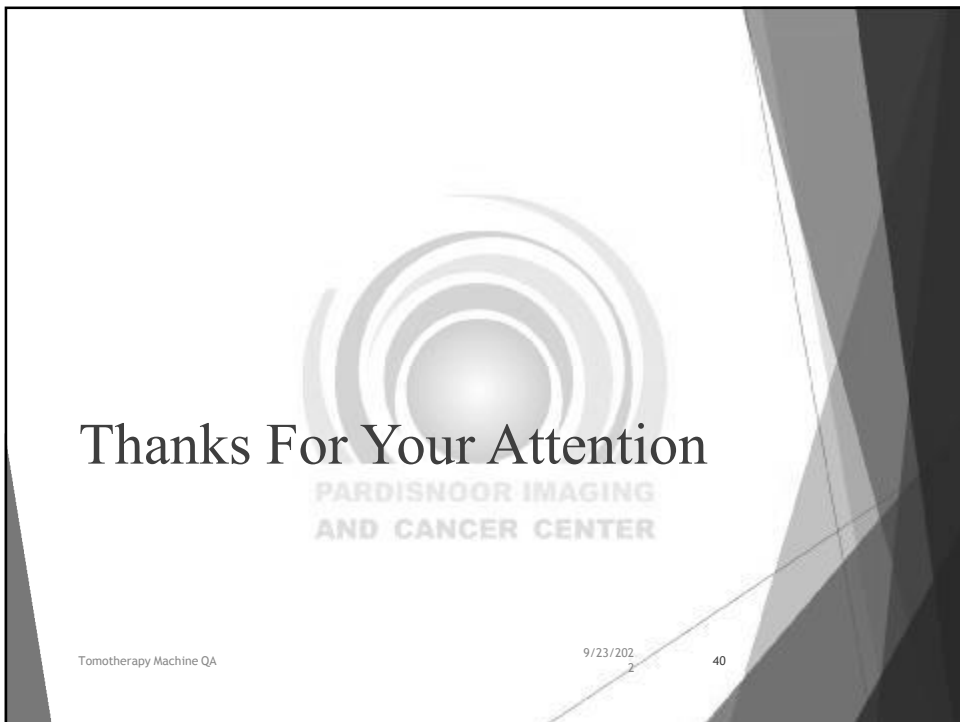 Thanks For Your Attention
PARDISNOOR IMAGING
AND CANCER CENTER
Tomotherapy Machine QA
9/23/202
2
40